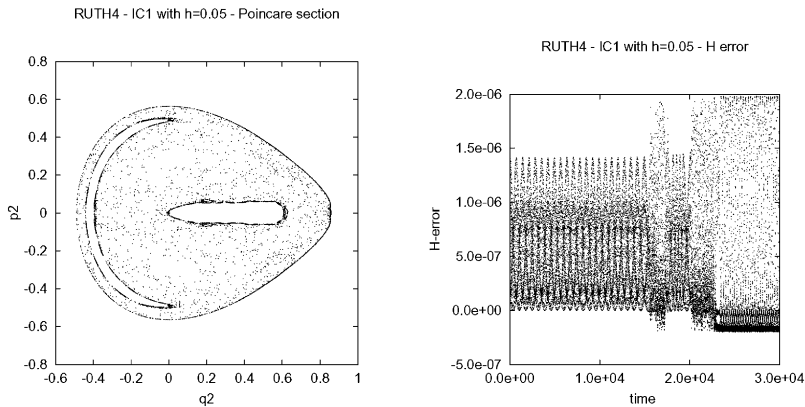 RUTH4 - IC1 with h=0.05 - Poincare section
0.8
0.6
0.4
0.2
0
-0.2
-0.4
-0.6
-0.8
p2
-0.6 -0.4 -0.2 0 0.2 0.4 0.6 0.8 1
q2
RUTH4 - IC1 with h=0.05 - H error
2.0e-06
1.5e-06
1.0e-06
5.0e-07
0.0e+00
-5.0e-07
H-error
0.0e+00 1.0e+04 2.0e+04 3.0e+04
time